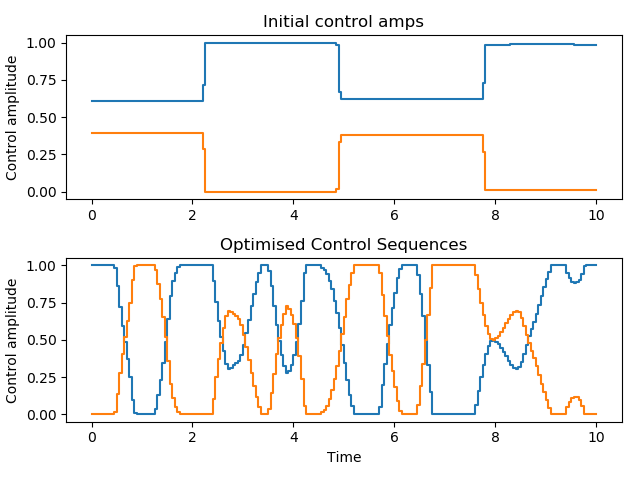 Initial control amps
Control amplitude
1.00
0.75
0.50
0.25
0.00
0 2 4 6 8 10
Optimised Control Sequences
Control amplitude
1.00
0.75
0.50
0.25
0.00
0 2 4 6 8 10
Time